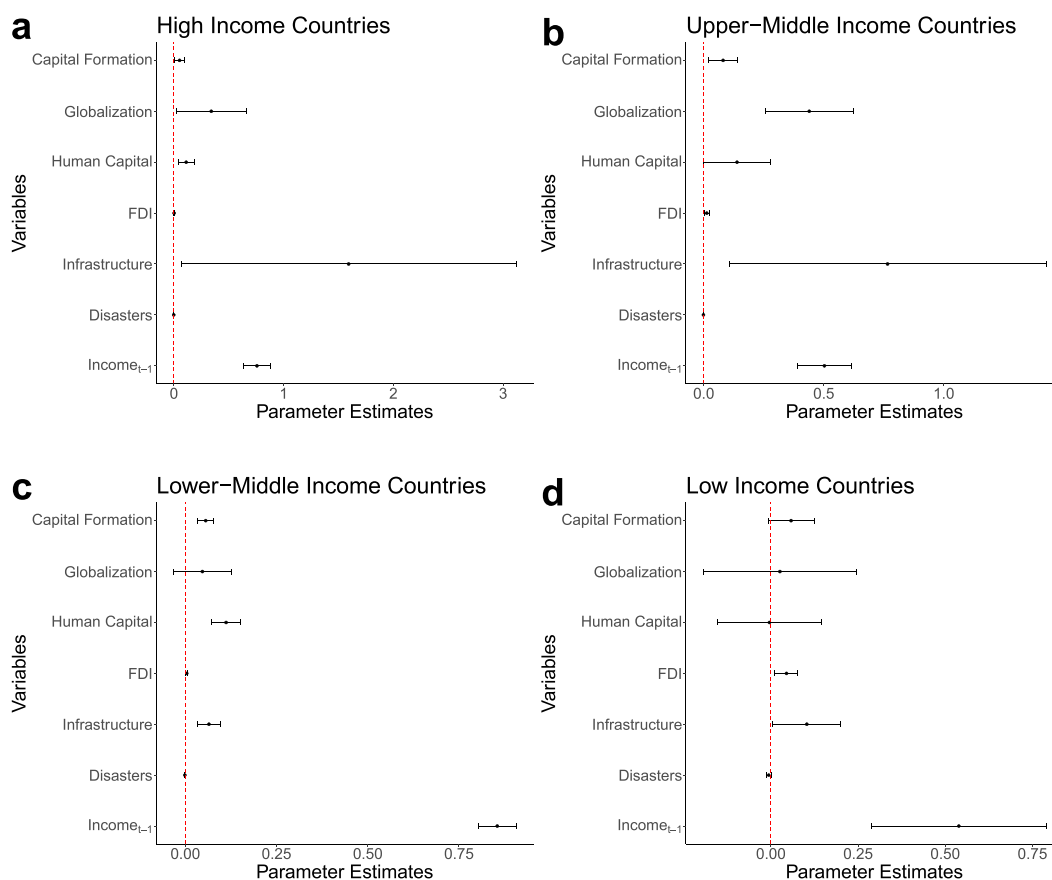 a
High Income Countries
Variables
Capital Formation
Globalization
Human Capital
FDI
Infrastructure
Disasters
Incomeₜ₋₁
0 1 2 3
Parameter Estimates
b
Upper−Middle Income Countries
Variables
Capital Formation
Globalization
Human Capital
FDI
Infrastructure
Disasters
Incomeₜ₋₁
0.0 0.5 1.0
Parameter Estimates
c
Lower−Middle Income Countries
Variables
Capital Formation
Globalization
Human Capital
FDI
Infrastructure
Disasters
Incomeₜ₋₁
0.00 0.25 0.50 0.75
Parameter Estimates
d
Low Income Countries
Variables
Capital Formation
Globalization
Human Capital
FDI
Infrastructure
Disasters
Incomeₜ₋₁
0.00 0.25 0.50 0.75
Parameter Estimates